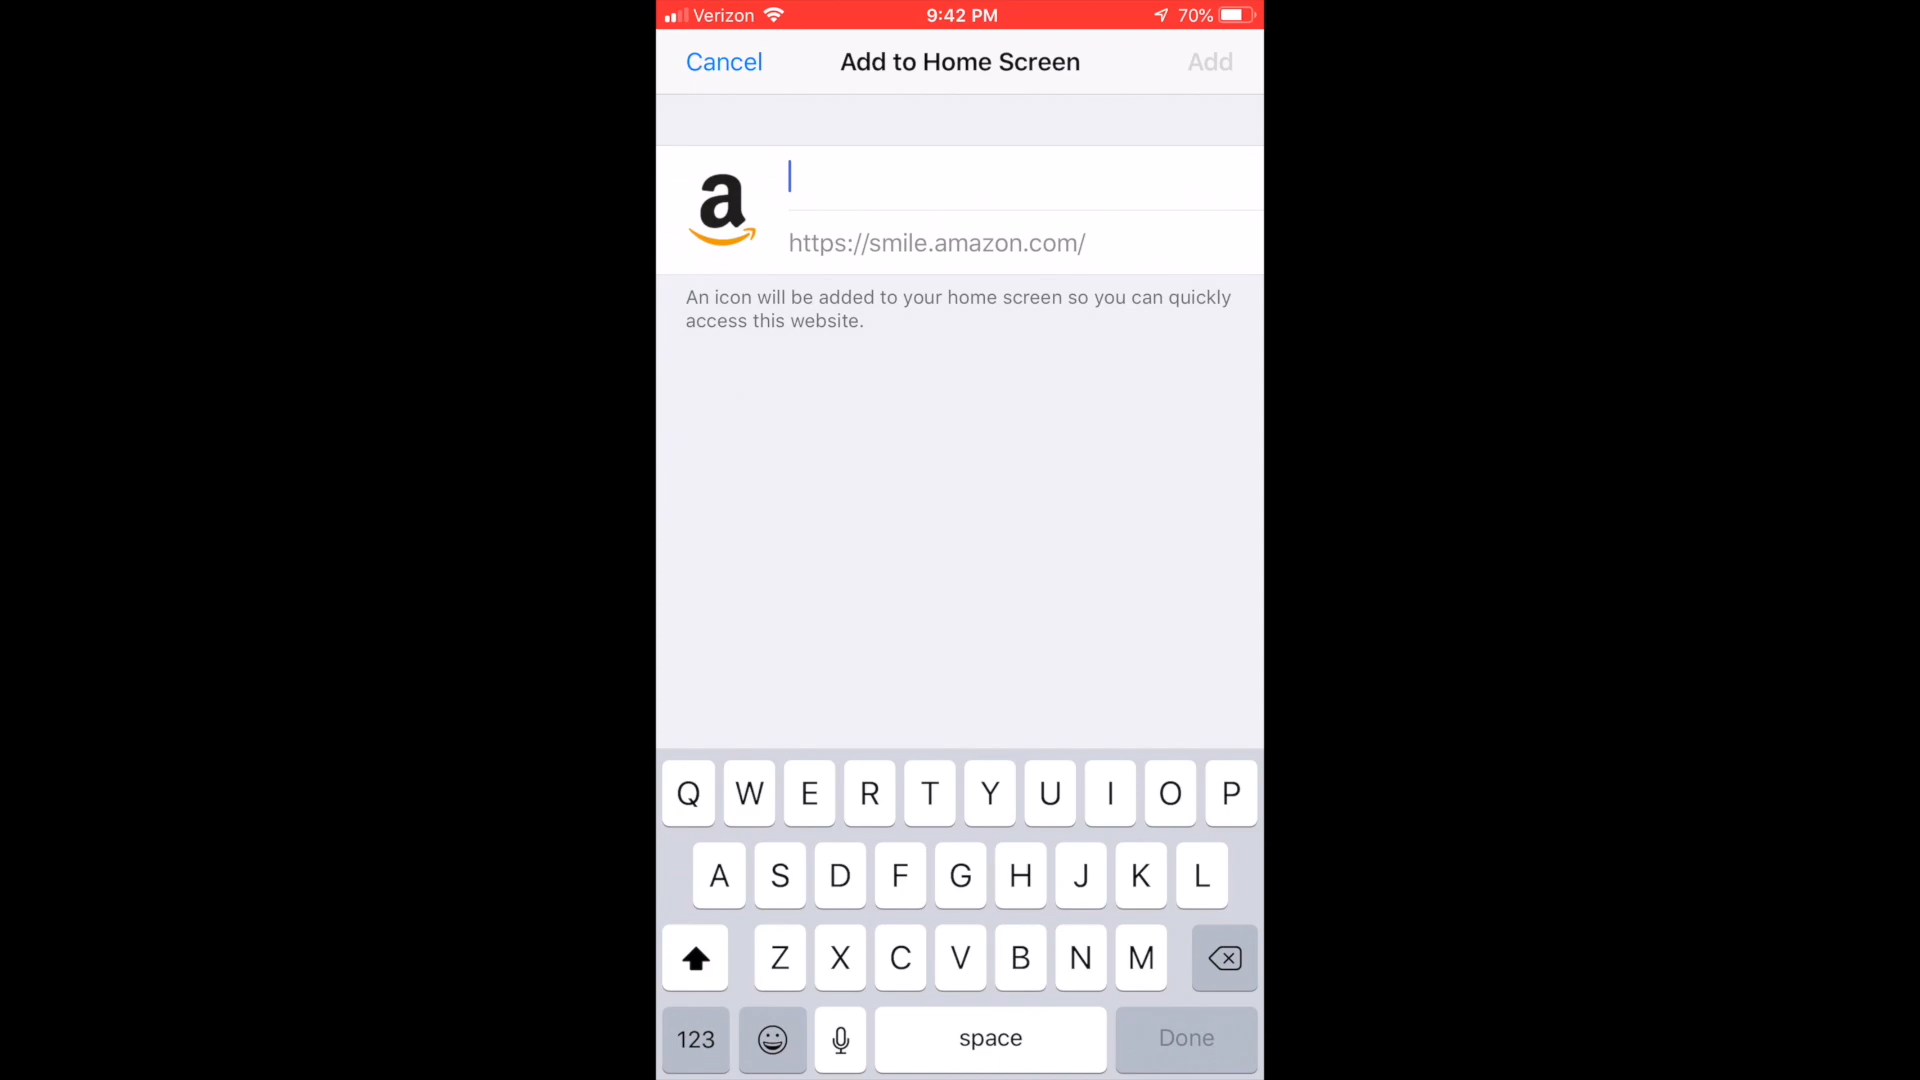 Verizon 9:42 PM 70%
Cancel Add to Home Screen Add
a
https://smile.amazon.com/
An icon will be added to your home screen so you can quickly
access this website.
Q W E R T Y U I O P
A S D F G H J K L
Z X C V B N M
123 space Done